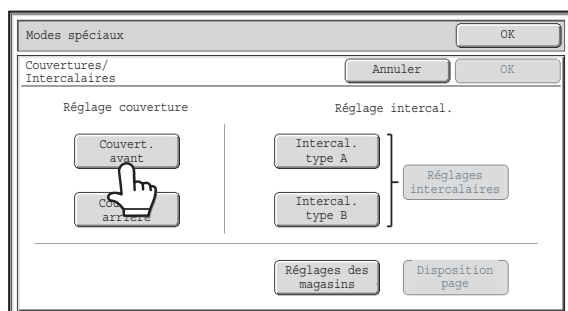 Modes spéciaux
OK
Couvertures/
Intercalaires
Annuler
OK
Réglage couverture
Réglage intercal.
Couvert.
avant
arrière
Intercal.
type A
Intercal.
type B
Réglages
intercalaires
Réglages des
magasins
Disposition
page